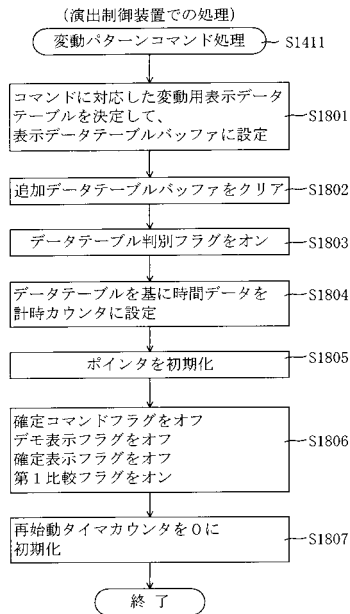 (演出制御装置での処理)
変動パターンコマンド処理
S1411
コマンドに対応した変動用表示データ
テーブルを決定して、
表示データテーブルバッファに設定
S1801
追加データテーブルバッファをクリア
S1802
データテーブル判別フラグをオン
S1803
データテーブルを基に時間データを
計時カウンタに設定
S1804
ポインタを初期化
S1805
確定コマンドフラグをオフ
デモ表示フラグをオフ
確定表示フラグをオフ
第1比較フラグをオン
S1806
再始動タイマカウンタを0に
初期化
S1807
終 了